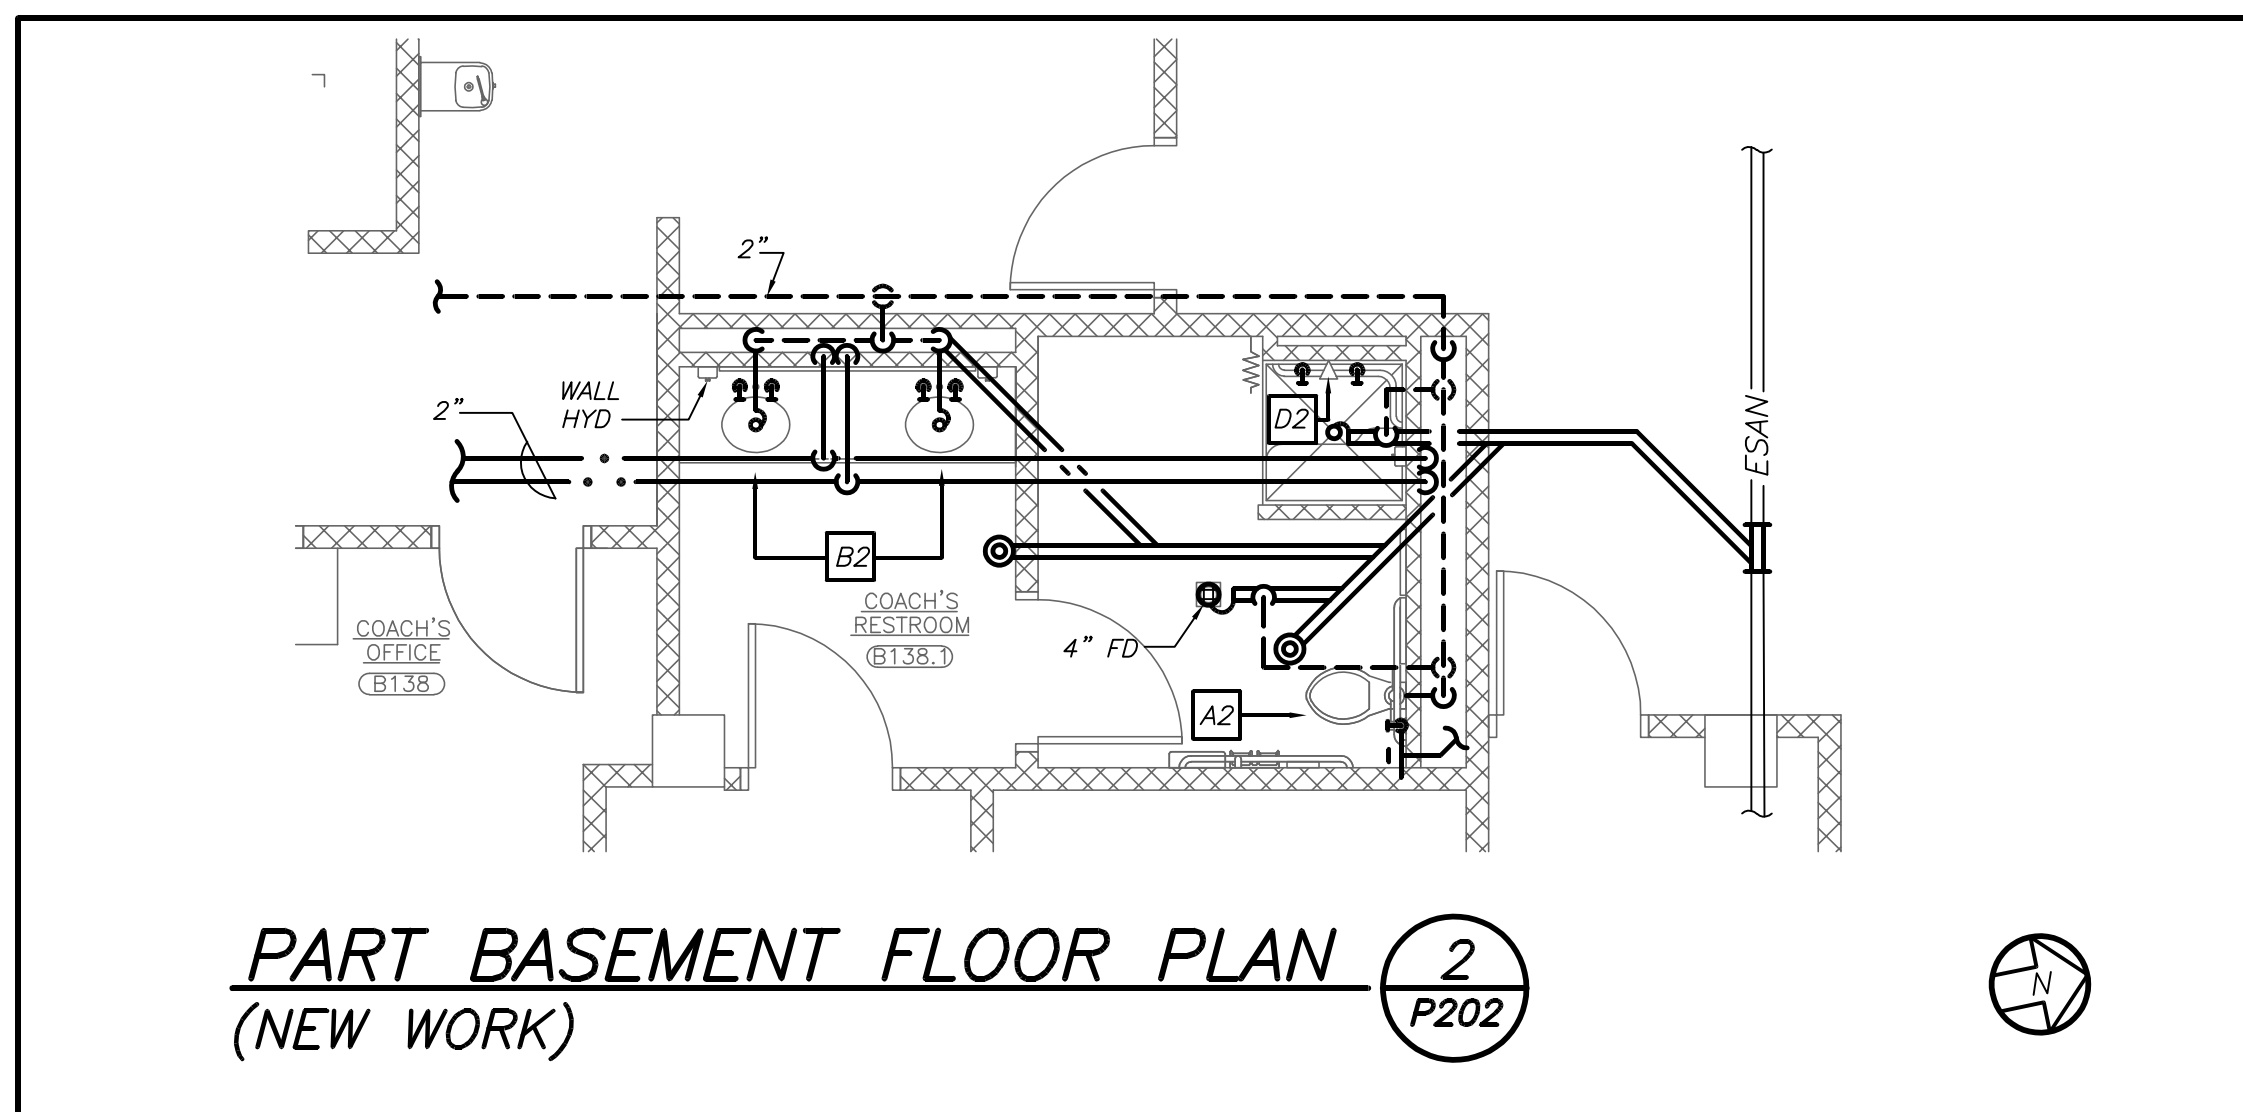 2"
WALL
HYD
2"
D2
ESAN
B2
COACH'S
RESTROOM
B138.1
COACH'S
OFFICE
B138
4" FD
A2
PART BASEMENT FLOOR PLAN
(NEW WORK)
2
P202
N